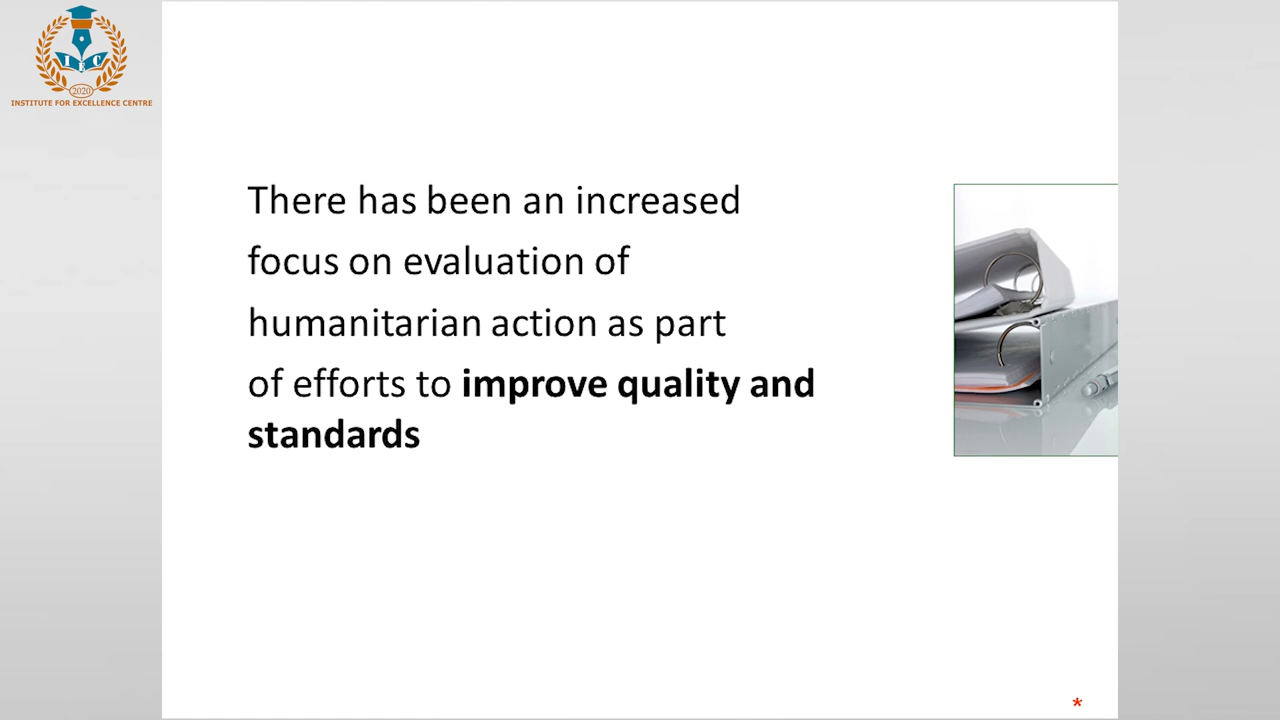 I E C
2020
INSTITUTE FOR EXCELLENCE CENTRE
There has been an increased
focus on evaluation of
humanitarian action as part
of efforts to improve quality and
standards
*